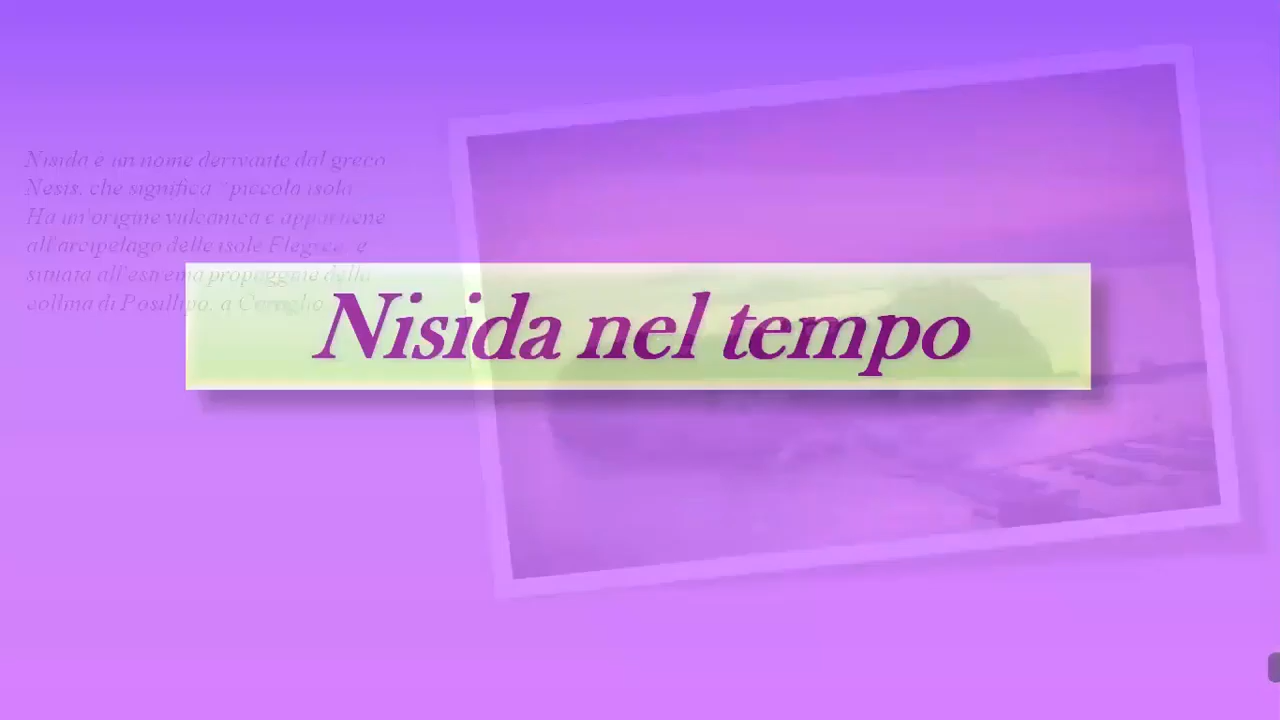 Nisida è un nome derivante dal greco
Nesis, che significa "piccola isola
Ha un'origine vulcanica e appartiene
all'arcipelago delle isole Flegree è
situata all'estrema propaggine della
collina di Posillipo, a Coroglio
Nisida nel tempo